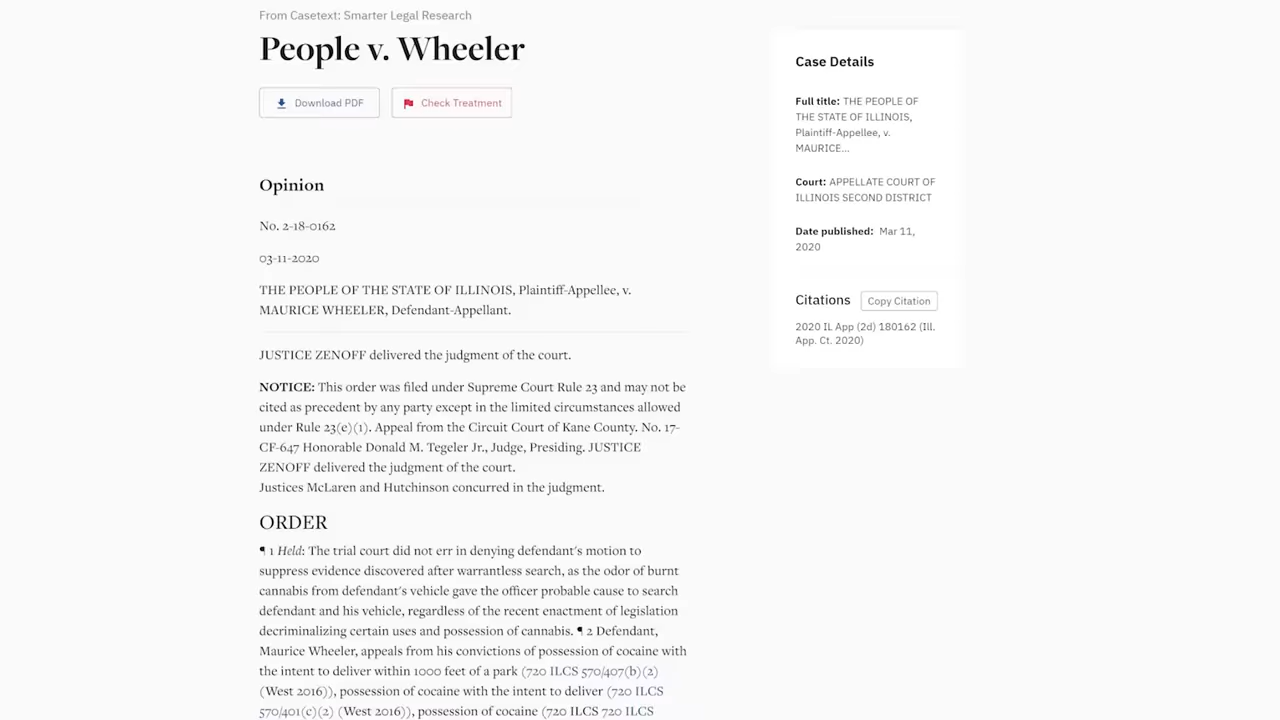 From Casetext: Smarter Legal Research
People v. Wheeler
Download PDF
Check Treatment
Opinion
No. 2-18-0162
03-11-2020
THE PEOPLE OF THE STATE OF ILLINOIS, Plaintiff-Appellee, v.
MAURICE WHEELER, Defendant-Appellant.
JUSTICE ZENOFF delivered the judgment of the court.
NOTICE: This order was filed under Supreme Court Rule 23 and may not be
cited as precedent by any party except in the limited circumstances allowed
under Rule 23(e)(1). Appeal from the Circuit Court of Kane County. No. 17-
CF-647 Honorable Donald M. Tegeler Jr., Judge, Presiding. JUSTICE
ZENOFF delivered the judgment of the court.
Justices McLaren and Hutchinson concurred in the judgment.
ORDER
¶ 1 Held: The trial court did not err in denying defendant's motion to
suppress evidence discovered after warrantless search, as the odor of burnt
cannabis from defendant's vehicle gave the officer probable cause to search
defendant and his vehicle, regardless of the recent enactment of legislation
decriminalizing certain uses and possession of cannabis. ¶ 2 Defendant,
Maurice Wheeler, appeals from his convictions of possession of cocaine with
the intent to deliver within 1000 feet of a park (720 ILCS 570/407(b)(2)
(West 2016)), possession of cocaine with the intent to deliver (720 ILCS
570/401(c)(2) (West 2016)), possession of cocaine (720 ILCS 720 ILCS
Case Details
Full title: THE PEOPLE OF
THE STATE OF ILLINOIS,
Plaintiff-Appellee, v.
MAURICE...
Court: APPELLATE COURT OF
ILLINOIS SECOND DISTRICT
Date published: Mar 11,
2020
Citations
Copy Citation
2020 IL App (2d) 180162 (Ill.
App. Ct. 2020)